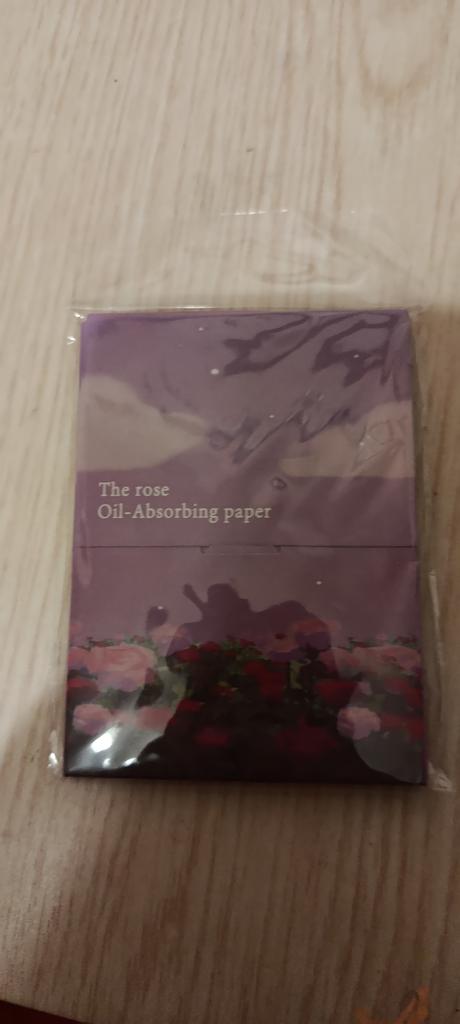 The rose
Oil-Absorbing paper